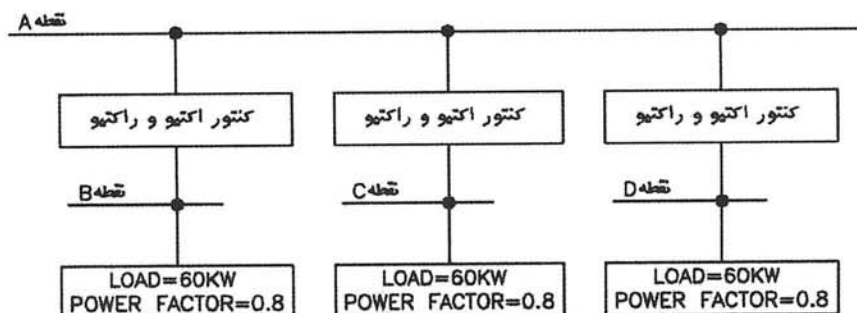 نقطه A
کنتور اکتیو و راکتیو
کنتور اکتیو و راکتیو
کنتور اکتیو و راکتیو
نقطه B
نقطه C
نقطه D
LOAD=60KW
POWER FACTOR=0.8
LOAD=60KW
POWER FACTOR=0.8
LOAD=60KW
POWER FACTOR=0.8